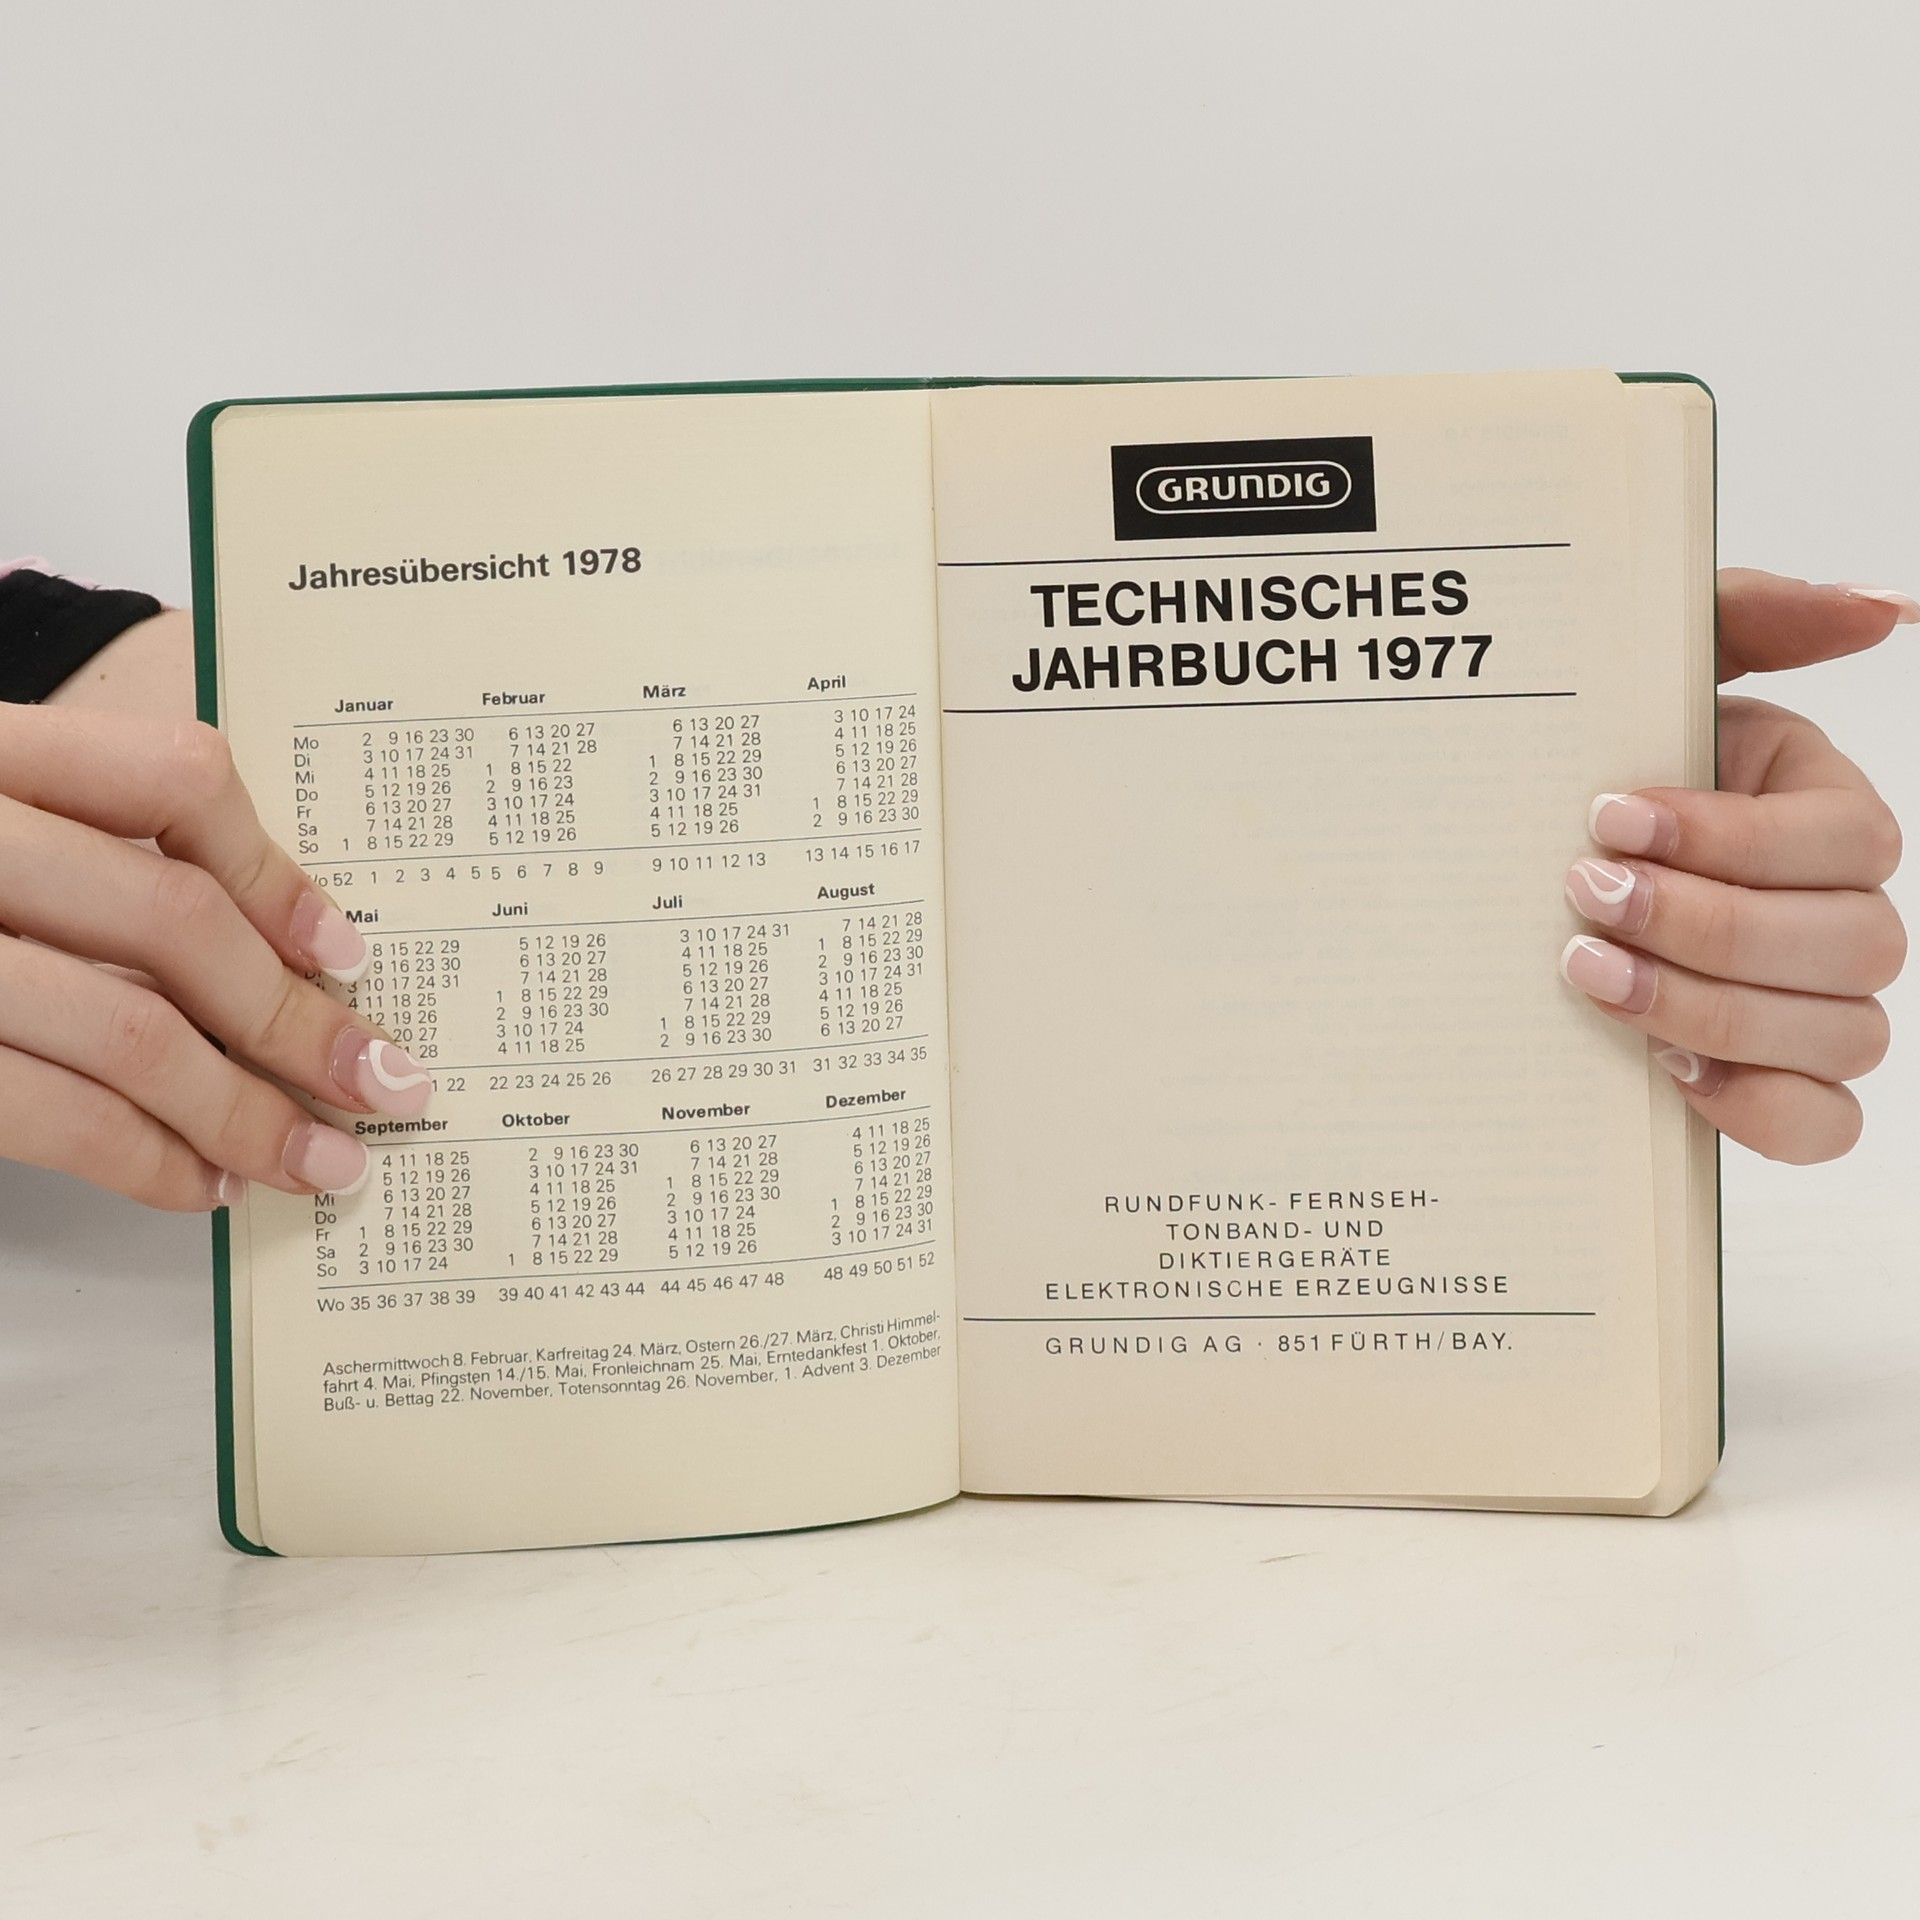 Jahresübersicht 1978
Januar Februar März April
Mo 2 9 16 23 30 6 13 20 27 6 13 20 27 3 10 17 24
Di 3 10 17 24 31 7 14 21 28 7 14 21 28 4 11 18 25
Mi 4 11 18 25 1 8 15 22 1 8 15 22 29 5 12 19 26
Do 5 12 19 26 2 9 16 23 2 9 16 23 30 6 13 20 27
Fr 6 13 20 27 3 10 17 24 3 10 17 24 31 7 14 21 28
Sa 7 14 21 28 4 11 18 25 4 11 18 25 1 8 15 22 29
So 1 8 15 22 29 5 12 19 26 5 12 19 26 2 9 16 23 30
52 1 2 3 4 5 5 6 7 8 9 9 10 11 12 13 13 14 15 16 17
Mai Juni Juli August
8 15 22 29 5 12 19 26 3 10 17 24 31 7 14 21 28
9 16 23 30 6 13 20 27 4 11 18 25 1 8 15 22 29
3 10 17 24 31 7 14 21 28 5 12 19 26 2 9 16 23 30
4 11 18 25 1 8 15 22 29 6 13 20 27 3 10 17 24 31
12 19 26 2 9 16 23 30 7 14 21 28 4 11 18 25
20 27 3 10 17 24 1 8 15 22 29 5 12 19 26
28 4 11 18 25 2 9 16 23 30 6 13 20 27
22 22 23 24 25 26 26 27 28 29 30 31 31 32 33 34 35
September Oktober November Dezember
4 11 18 25 2 9 16 23 30 6 13 20 27 4 11 18 25
5 12 19 26 3 10 17 24 31 7 14 21 28 5 12 19 26
Mi 6 13 20 27 4 11 18 25 1 8 15 22 29 6 13 20 27
Do 7 14 21 28 5 12 19 26 2 9 16 23 30 7 14 21 28
Fr 1 8 15 22 29 6 13 20 27 3 10 17 24 1 8 15 22 29
Sa 2 9 16 23 30 7 14 21 28 4 11 18 25 2 9 16 23 30
So 3 10 17 24 1 8 15 22 29 5 12 19 26 3 10 17 24 31
Wo 35 36 37 38 39 39 40 41 42 43 44 44 45 46 47 48 48 49 50 51 52
Aschermittwoch 8. Februar, Karfreitag 24. März, Ostern 26./27. März, Christi Himmel-
fahrt 4. Mai, Pfingsten 14./15. Mai, Fronleichnam 25. Mai, Erntedankfest 1. Oktober,
Buß- u. Bettag 22. November, Totensonntag 26. November, 1. Advent 3. Dezember
GRUNDIG
TECHNISCHES
JAHRBUCH 1977
RUNDFUNK- FERNSEH-
TONBAND- UND
DIKTIERGERÄTE
ELEKTRONISCHE ERZEUGNISSE
GRUNDIG AG · 851 FÜRTH/BAY.